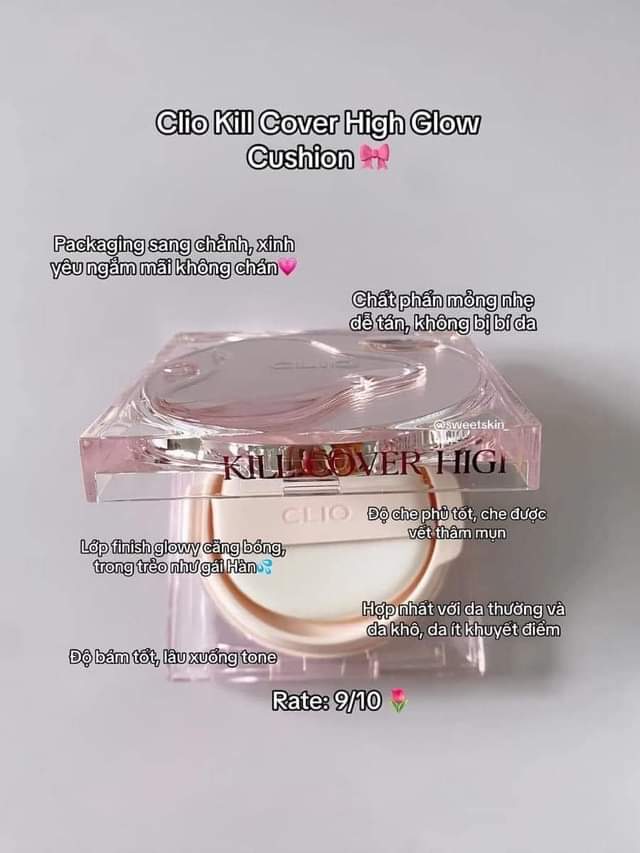 Clio Kill Cover High Glow
Cushion 🎀
Packaging sang chảnh, xinh
yêu ngắm mãi không chán💗
Chất phấn mỏng nhẹ
dễ tán, không bị bí da
CLIO
@sweetskin_
KILL COVER HIGH
CLIO
Độ che phủ tốt, che được
vết thâm mụn
Lớp finish glowy căng bóng,
trong trẻo như gái Hàn💦
Hợp nhất với da thường và
da khô, da ít khuyết điểm
Độ bám tốt, lâu xuống tone
Rate: 9/10 🌷